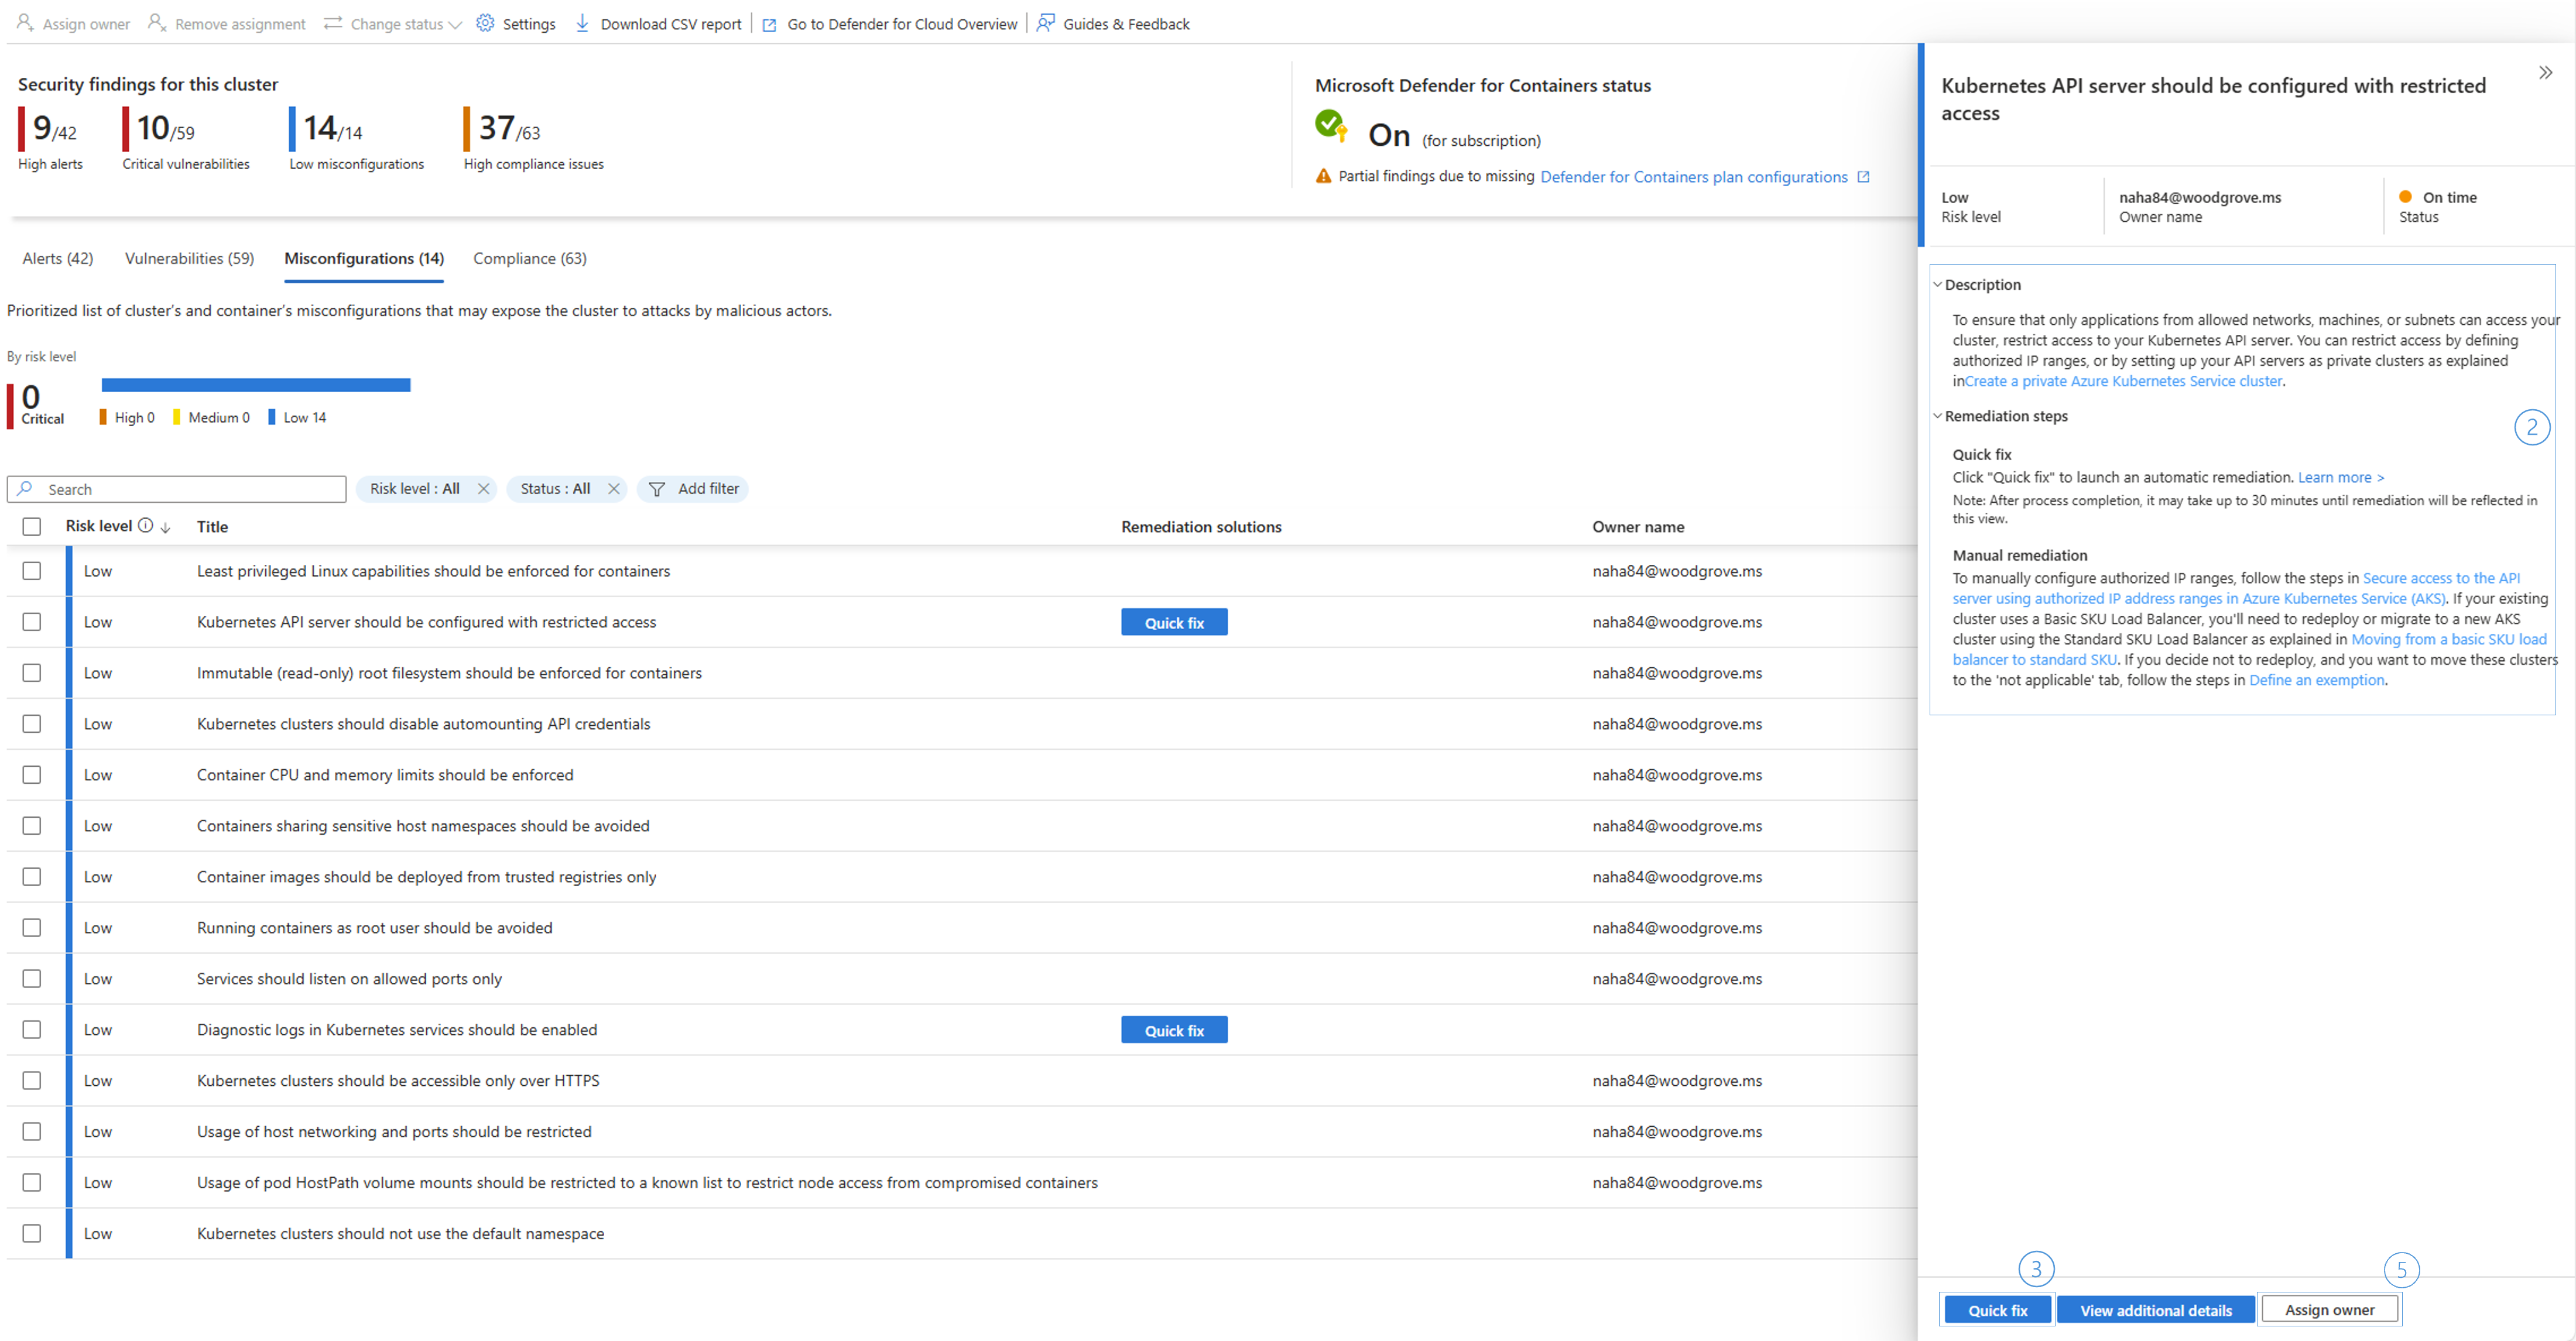 Assign owner Remove assignment Change status Settings Download CSV report Go to Defender for Cloud Overview Guides & Feedback
Security findings for this cluster
9/42
High alerts
10/59
Critical vulnerabilities
14/14
Low misconfigurations
37/63
High compliance issues
Microsoft Defender for Containers status
On (for subscription)
Partial findings due to missing Defender for Containers plan configurations
Alerts (42) Vulnerabilities (59) Misconfigurations (14) Compliance (63)
Prioritized list of cluster's and container's misconfigurations that may expose the cluster to attacks by malicious actors.
By risk level
0
Critical
High 0 Medium 0 Low 14
Search Risk level : All Status : All Add filter
Risk level Title Remediation solutions Owner name
Low Least privileged Linux capabilities should be enforced for containers naha84@woodgrove.ms
Low Kubernetes API server should be configured with restricted access Quick fix naha84@woodgrove.ms
Low Immutable (read-only) root filesystem should be enforced for containers naha84@woodgrove.ms
Low Kubernetes clusters should disable automounting API credentials naha84@woodgrove.ms
Low Container CPU and memory limits should be enforced naha84@woodgrove.ms
Low Containers sharing sensitive host namespaces should be avoided naha84@woodgrove.ms
Low Container images should be deployed from trusted registries only naha84@woodgrove.ms
Low Running containers as root user should be avoided naha84@woodgrove.ms
Low Services should listen on allowed ports only naha84@woodgrove.ms
Low Diagnostic logs in Kubernetes services should be enabled Quick fix
Low Kubernetes clusters should be accessible only over HTTPS naha84@woodgrove.ms
Low Usage of host networking and ports should be restricted naha84@woodgrove.ms
Low Usage of pod HostPath volume mounts should be restricted to a known list to restrict node access from compromised containers naha84@woodgrove.ms
Low Kubernetes clusters should not use the default namespace
Kubernetes API server should be configured with restricted
access
Low
Risk level
naha84@woodgrove.ms
Owner name
On time
Status
Description
To ensure that only applications from allowed networks, machines, or subnets can access your
cluster, restrict access to your Kubernetes API server. You can restrict access by defining
authorized IP ranges, or by setting up your API servers as private clusters as explained
inCreate a private Azure Kubernetes Service cluster.
Remediation steps
2
Quick fix
Click "Quick fix" to launch an automatic remediation. Learn more >
Note: After process completion, it may take up to 30 minutes until remediation will be reflected in
this view.
Manual remediation
To manually configure authorized IP ranges, follow the steps in Secure access to the API
server using authorized IP address ranges in Azure Kubernetes Service (AKS). If your existing
cluster uses a Basic SKU Load Balancer, you'll need to redeploy or migrate to a new AKS
cluster using the Standard SKU Load Balancer as explained in Moving from a basic SKU load
balancer to standard SKU. If you decide not to redeploy, and you want to move these clusters
to the 'not applicable' tab, follow the steps in Define an exemption.
3 5
Quick fix View additional details Assign owner